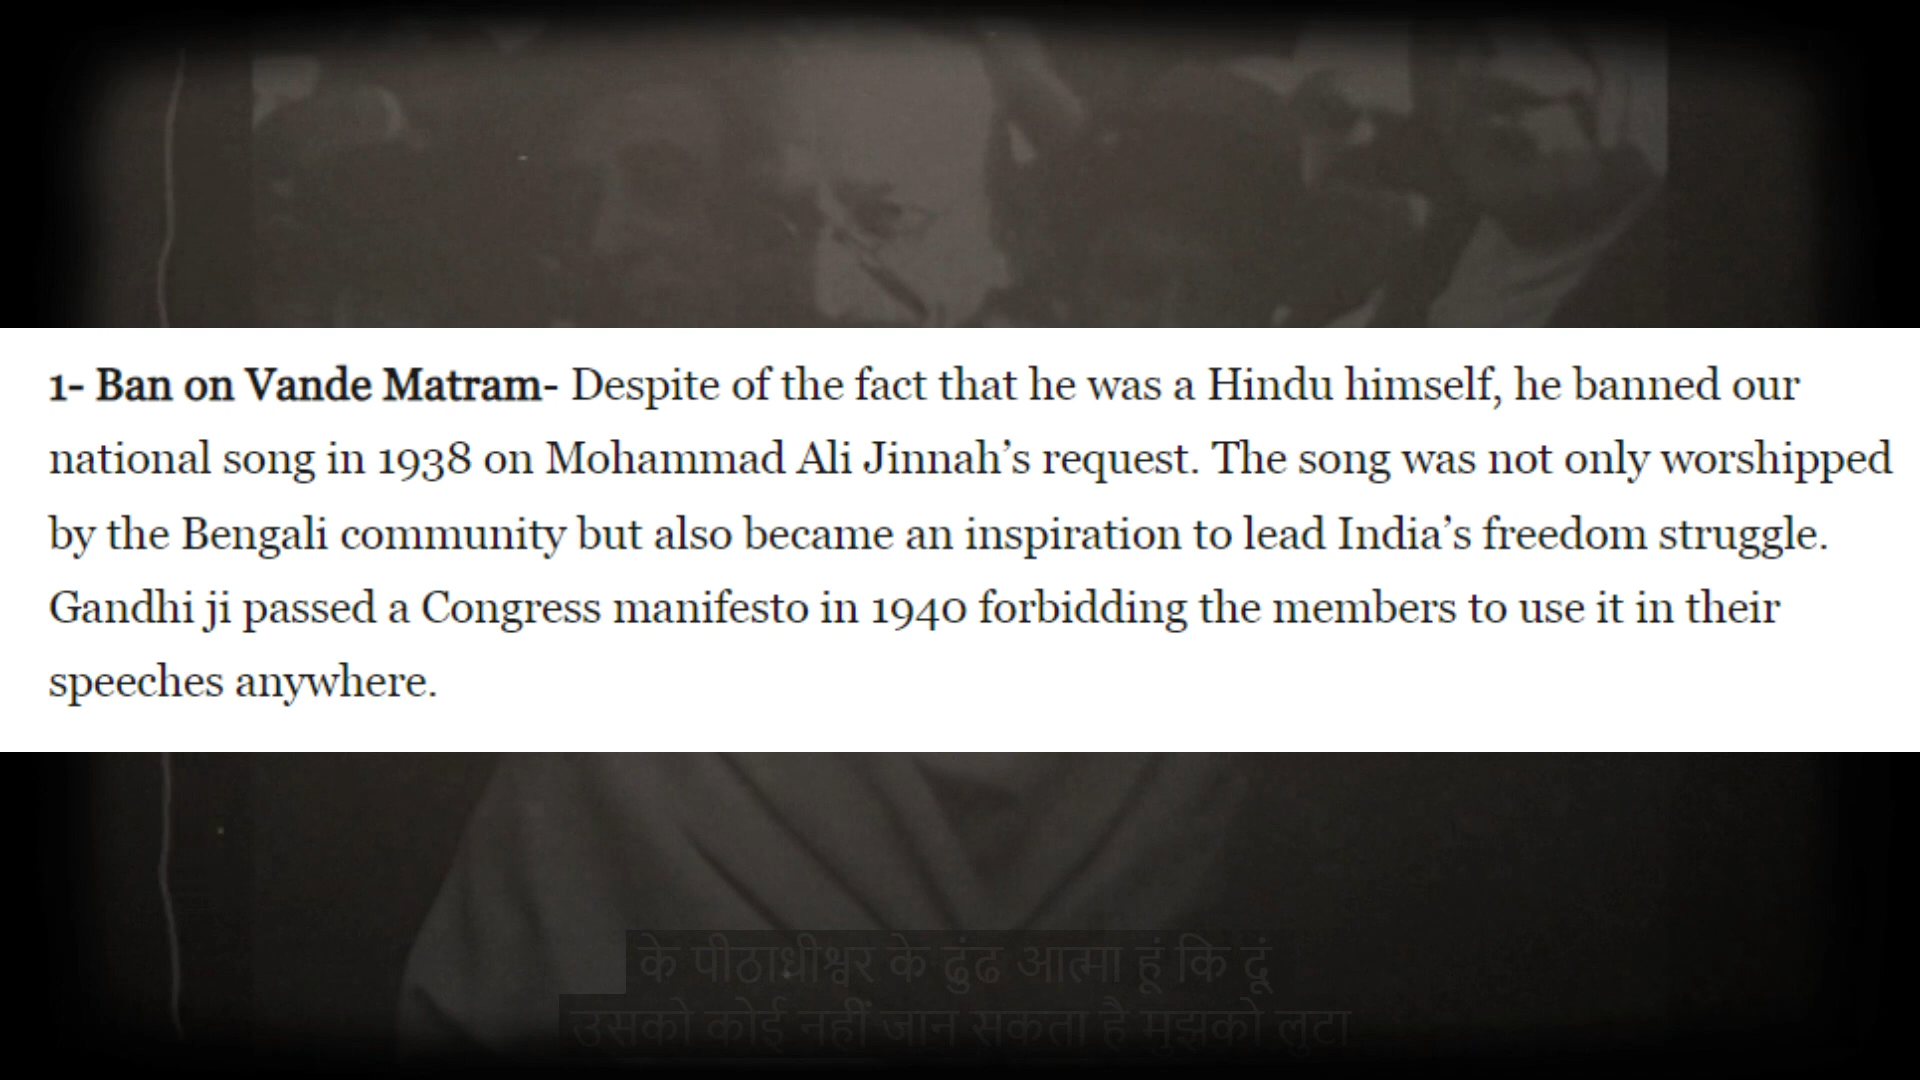 1- Ban on Vande Matram- Despite of the fact that he was a Hindu himself, he banned our
national song in 1938 on Mohammad Ali Jinnah’s request. The song was not only worshipped
by the Bengali community but also became an inspiration to lead India’s freedom struggle.
Gandhi ji passed a Congress manifesto in 1940 forbidding the members to use it in their
speeches anywhere.
के पीठाधीश्वर के ढुंढ आत्मा हूं कि दूं
उसको कोई नहीं जान सकता है मुझको लुटा